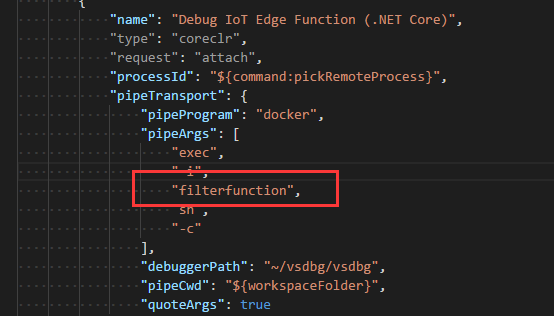 {
"name": "Debug IoT Edge Function (.NET Core)",
"type": "coreclr",
"request": "attach",
"processId": "${command:pickRemoteProcess}",
"pipeTransport": {
"pipeProgram": "docker",
"pipeArgs": [
"exec",
"-i",
"filterfunction",
"sh",
"-c"
],
"debuggerPath": "~/vsdbg/vsdbg",
"pipeCwd": "${workspaceFolder}",
"quoteArgs": true